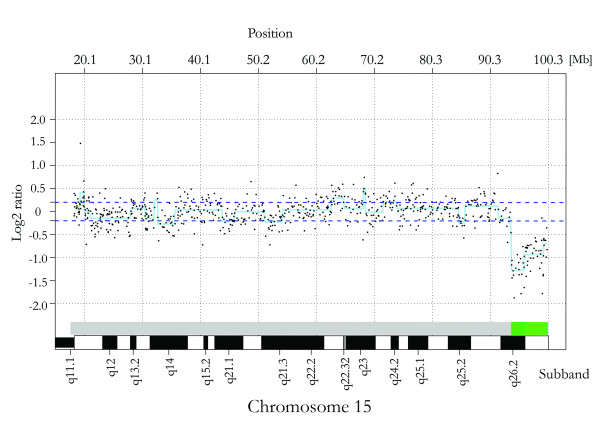 Position
20.1 30.1 40.1 50.2 60.2 70.2 80.3 90.3 100.3 [Mb]
Log2 ratio
2.0
1.5
1.0
0.5
0
-0.5
-1.0
-1.5
-2.0
q11.1 q12 q13.2 q14 q15.2 q21.1 q21.3 q22.2 q22.32 q23 q24.2 q25.1 q25.2 q26.2 Subband
Chromosome 15